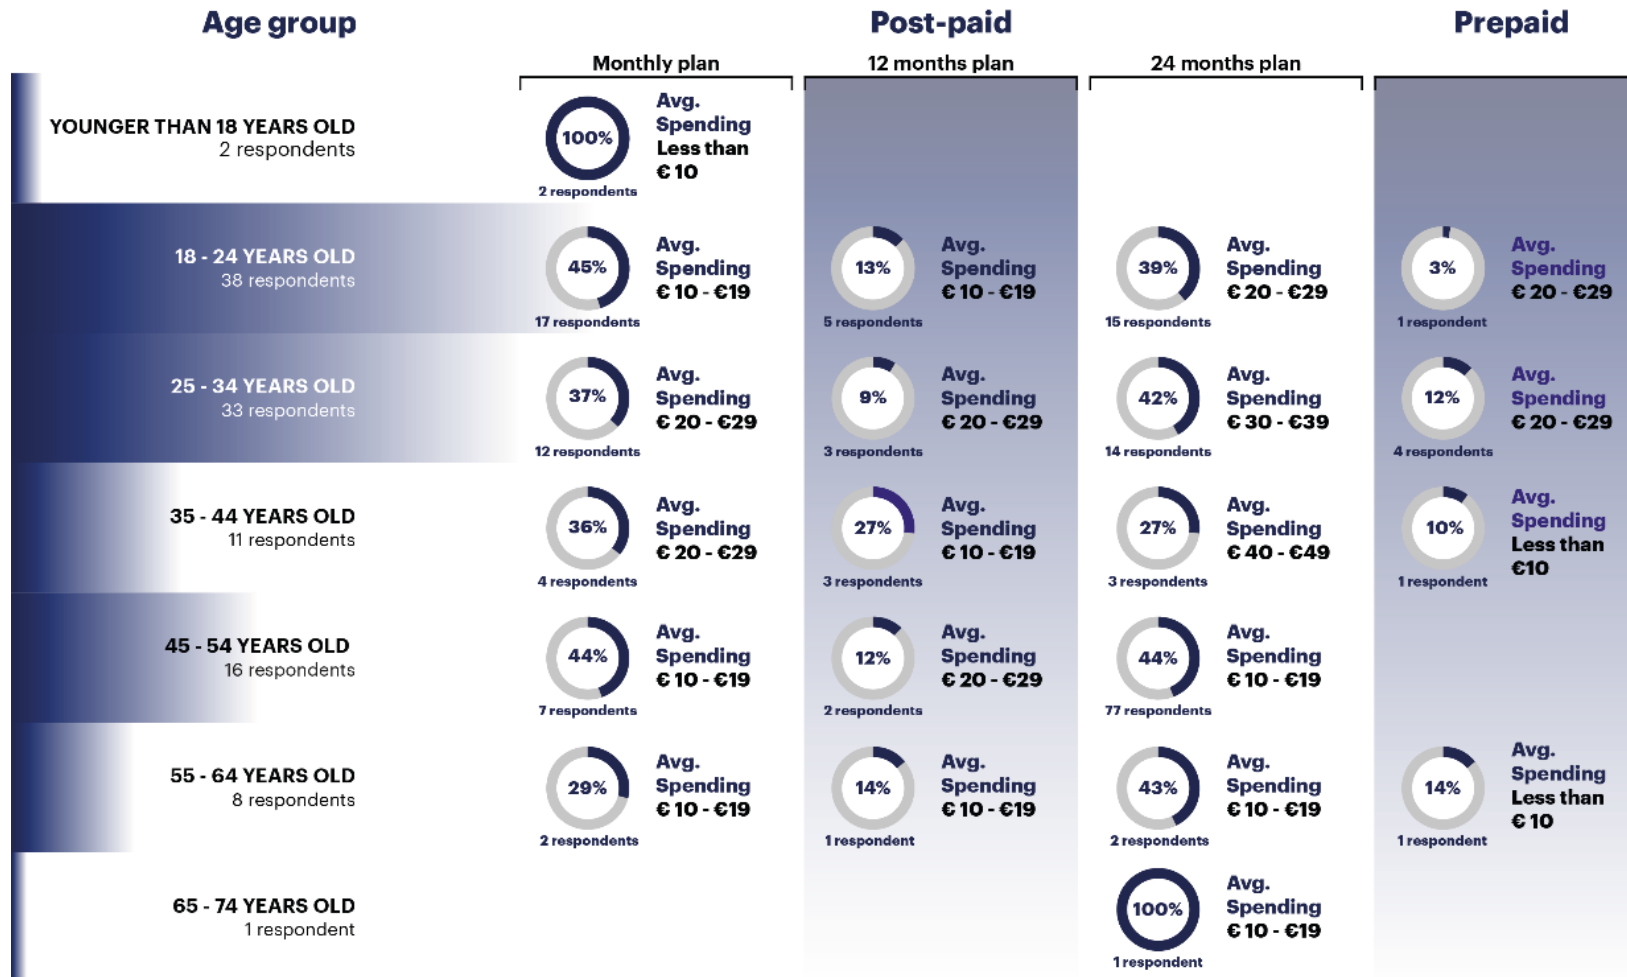 Age group
Post-paid
Prepaid
Monthly plan
12 months plan
24 months plan
YOUNGER THAN 18 YEARS OLD
2 respondents
100%
2 respondents
Avg.
Spending
Less than
€ 10
18 - 24 YEARS OLD
38 respondents
45%
17 respondents
Avg.
Spending
€ 10 - €19
13%
5 respondents
Avg.
Spending
€ 10 - €19
39%
15 respondents
Avg.
Spending
€ 20 - €29
3%
1 respondent
Avg.
Spending
€ 20 - €29
25 - 34 YEARS OLD
33 respondents
37%
12 respondents
Avg.
Spending
€ 20 - €29
9%
3 respondents
Avg.
Spending
€ 20 - €29
42%
14 respondents
Avg.
Spending
€ 30 - €39
12%
4 respondents
Avg.
Spending
€ 20 - €29
35 - 44 YEARS OLD
11 respondents
36%
4 respondents
Avg.
Spending
€ 20 - €29
27%
3 respondents
Avg.
Spending
€ 10 - €19
27%
3 respondents
Avg.
Spending
€ 40 - €49
10%
1 respondent
Avg.
Spending
Less than
€10
45 - 54 YEARS OLD
16 respondents
44%
7 respondents
Avg.
Spending
€ 10 - €19
12%
2 respondents
Avg.
Spending
€ 20 - €29
44%
77 respondents
Avg.
Spending
€ 10 - €19
55 - 64 YEARS OLD
8 respondents
29%
2 respondents
Avg.
Spending
€ 10 - €19
14%
1 respondent
Avg.
Spending
€ 10 - €19
43%
2 respondents
Avg.
Spending
€ 10 - €19
14%
1 respondent
Avg.
Spending
Less than
€ 10
65 - 74 YEARS OLD
1 respondent
100%
1 respondent
Avg.
Spending
€ 10 - €19